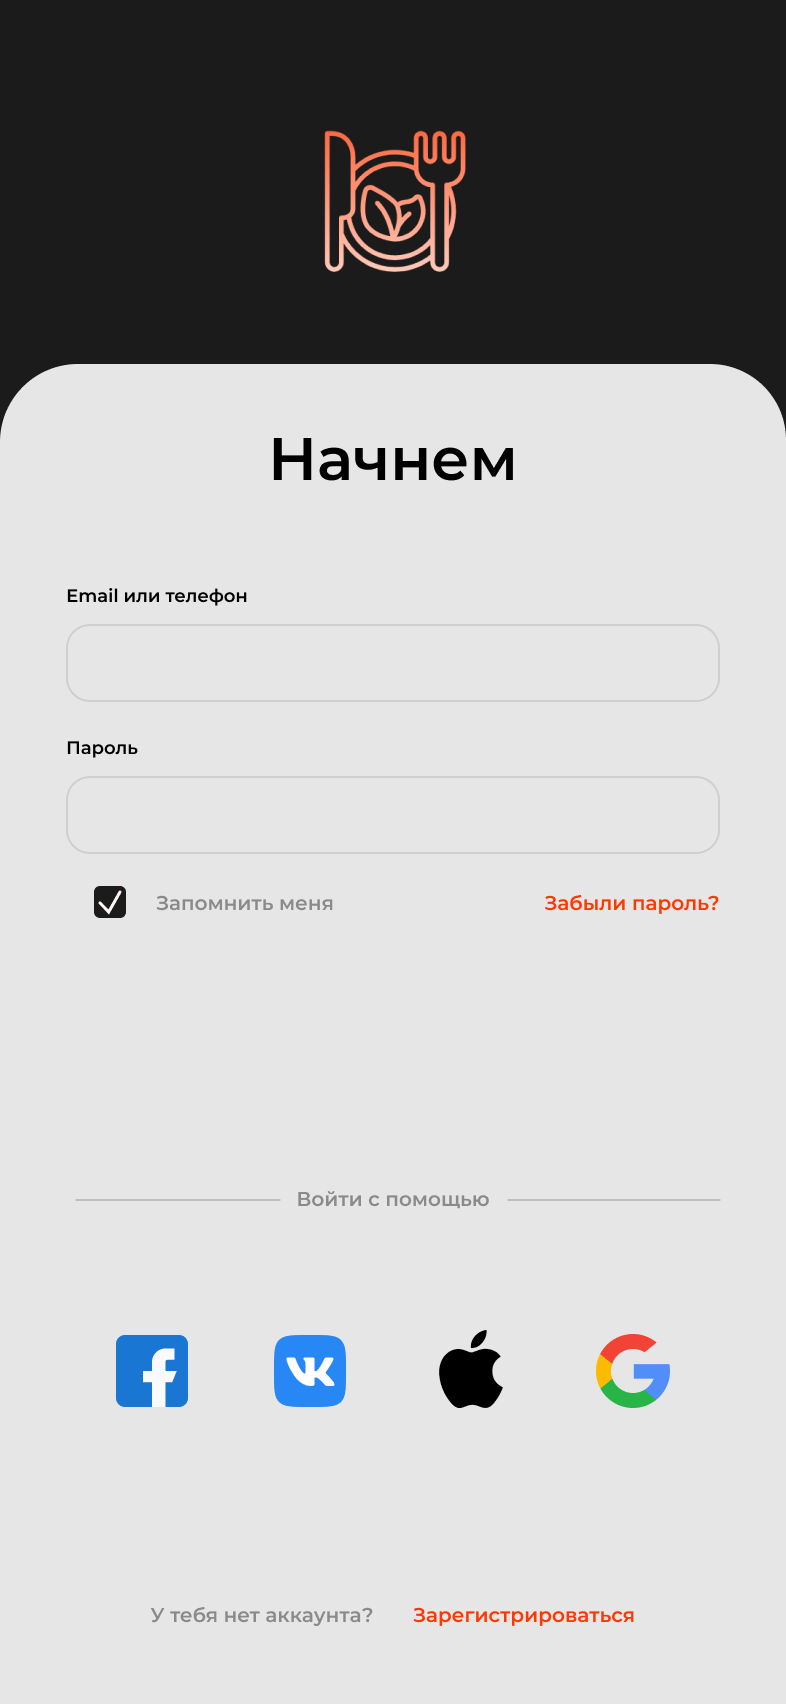 Начнем
Email или телефон
Пароль
Запомнить меня
Забыли пароль?
Войти с помощью
У тебя нет аккаунта?
Зарегистрироваться